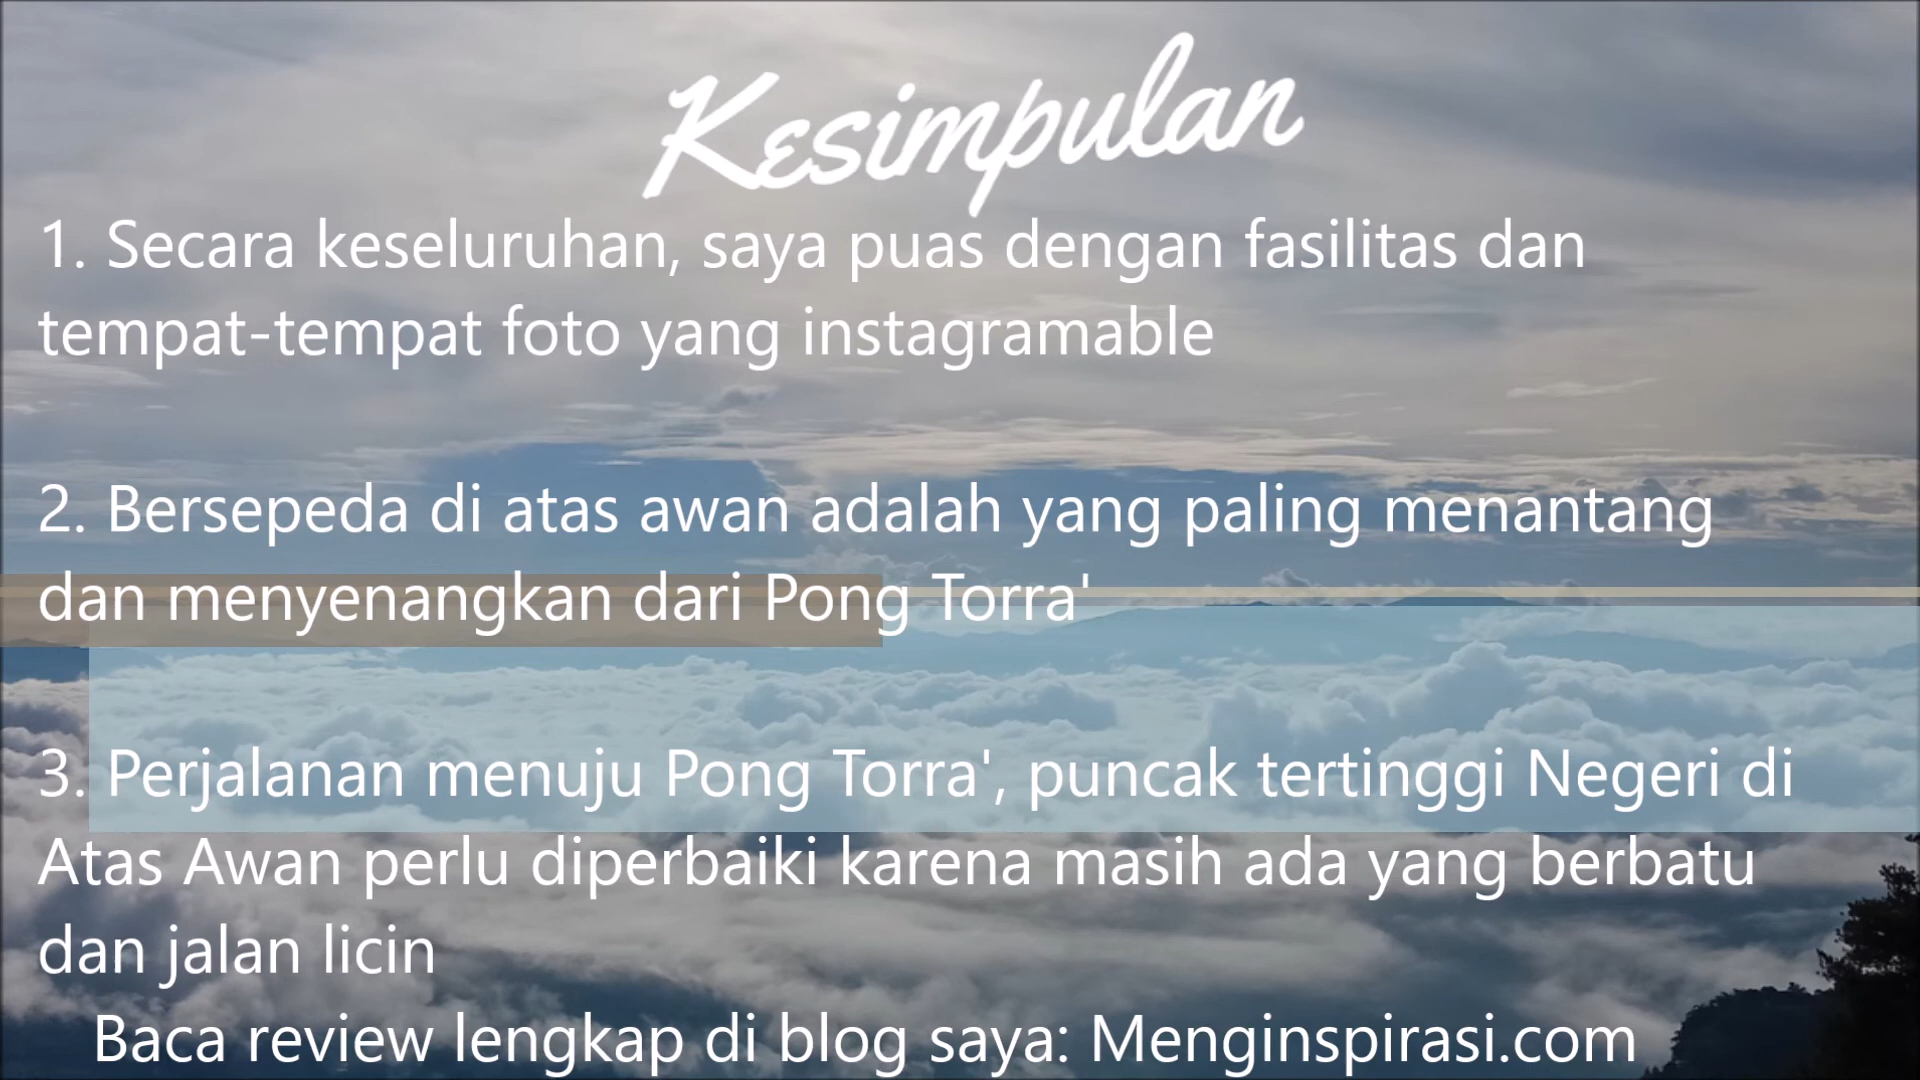 Kesimpulan
1. Secara keseluruhan, saya puas dengan fasilitas dan
tempat-tempat foto yang instagramable
2. Bersepeda di atas awan adalah yang paling menantang
dan menyenangkan dari Pong Torra'
3. Perjalanan menuju Pong Torra', puncak tertinggi Negeri di
Atas Awan perlu diperbaiki karena masih ada yang berbatu
dan jalan licin
Baca review lengkap di blog saya: Menginspirasi.com